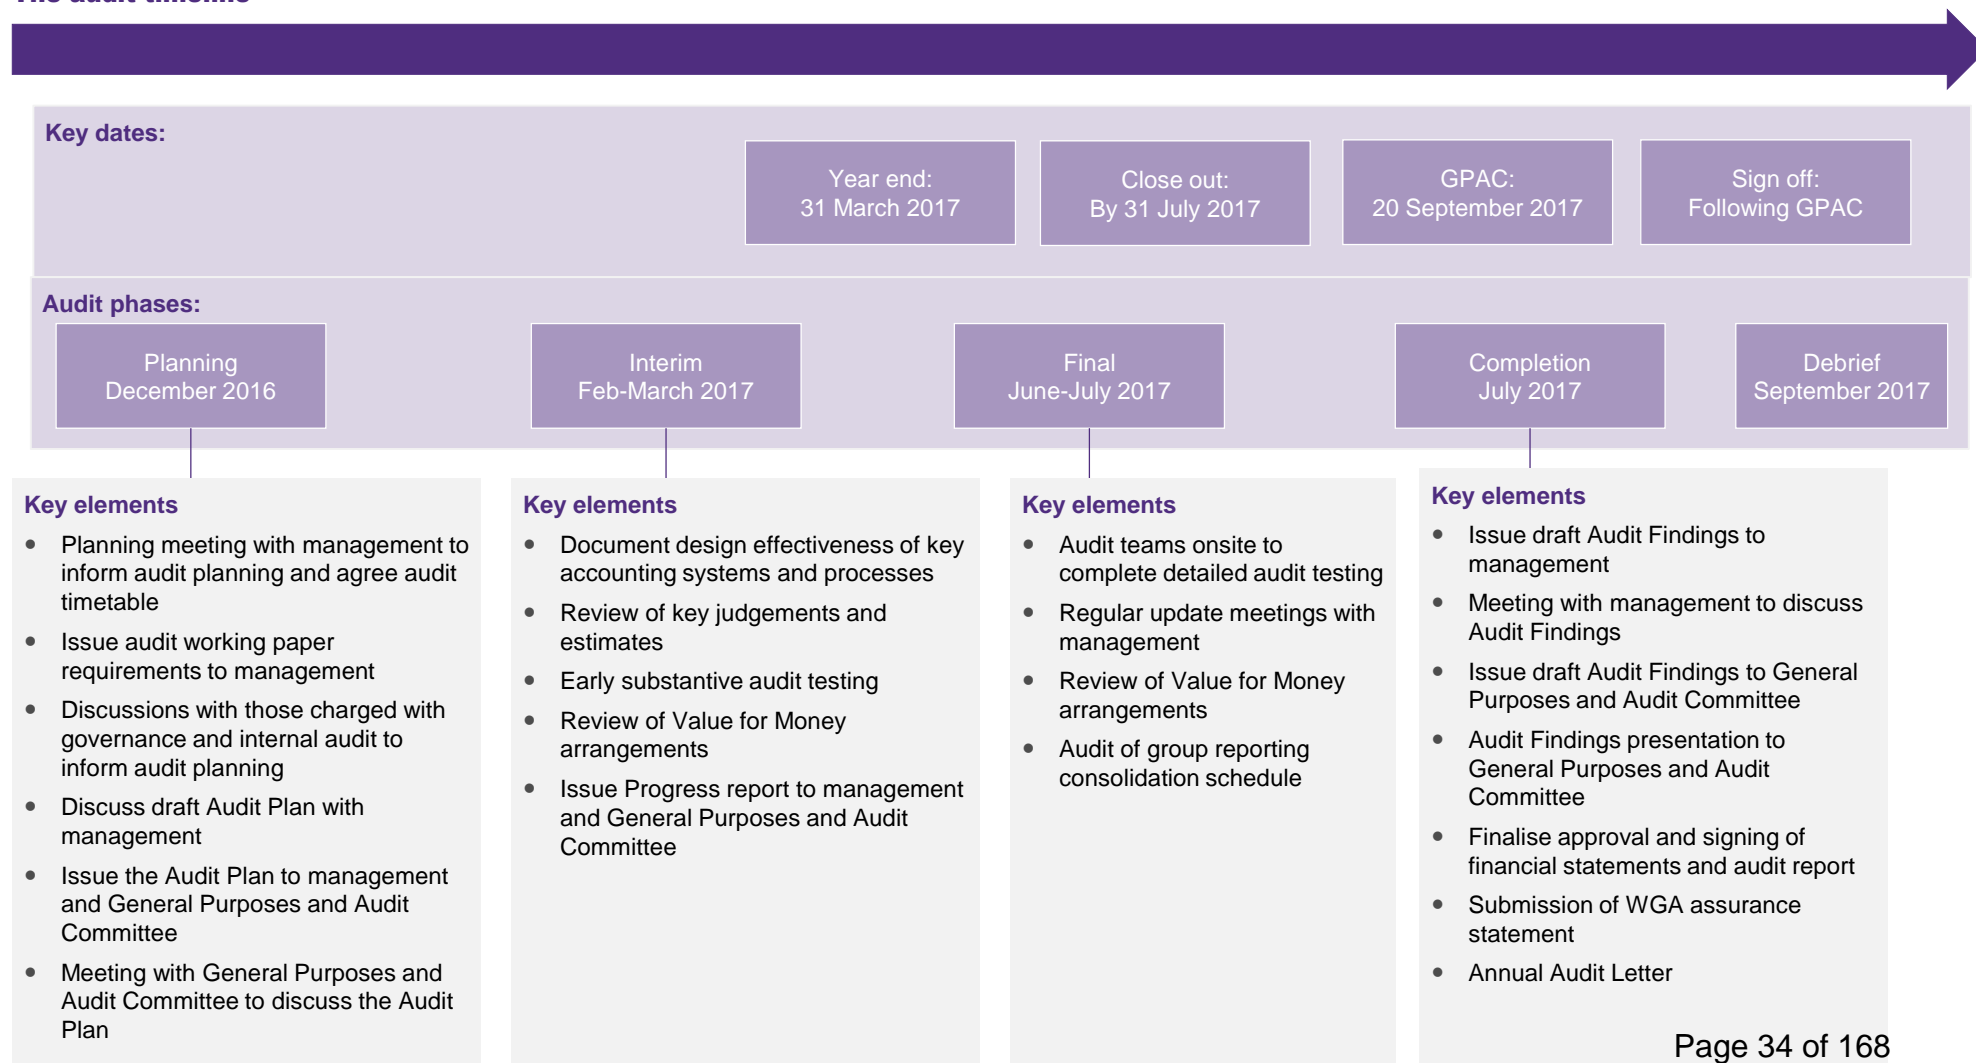 The audit timeline
Key dates:
Year end:
31 March 2017
Close out:
By 31 July 2017
GPAC:
20 September 2017
Sign off:
Following GPAC
Audit phases:
Planning
December 2016
Interim
Feb-March 2017
Final
June-July 2017
Completion
July 2017
Debrief
September 2017
Key elements
• Planning meeting with management to
inform audit planning and agree audit
timetable
• Issue audit working paper
requirements to management
• Discussions with those charged with
governance and internal audit to
inform audit planning
• Discuss draft Audit Plan with
management
• Issue the Audit Plan to management
and General Purposes and Audit
Committee
• Meeting with General Purposes and
Audit Committee to discuss the Audit
Plan
Key elements
• Document design effectiveness of key
accounting systems and processes
• Review of key judgements and
estimates
• Early substantive audit testing
• Review of Value for Money
arrangements
• Issue Progress report to management
and General Purposes and Audit
Committee
Key elements
• Audit teams onsite to
complete detailed audit testing
• Regular update meetings with
management
• Review of Value for Money
arrangements
• Audit of group reporting
consolidation schedule
Key elements
• Issue draft Audit Findings to
management
• Meeting with management to discuss
Audit Findings
• Issue draft Audit Findings to General
Purposes and Audit Committee
• Audit Findings presentation to
General Purposes and Audit
Committee
• Finalise approval and signing of
financial statements and audit report
• Submission of WGA assurance
statement
• Annual Audit Letter
Page 34 of 168